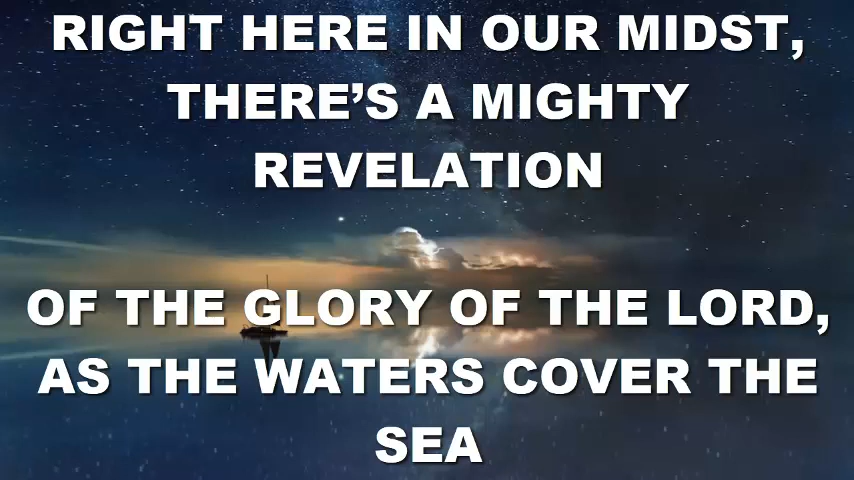 RIGHT HERE IN OUR MIDST,
THERE’S A MIGHTY
REVELATION
OF THE GLORY OF THE LORD,
AS THE WATERS COVER THE
SEA